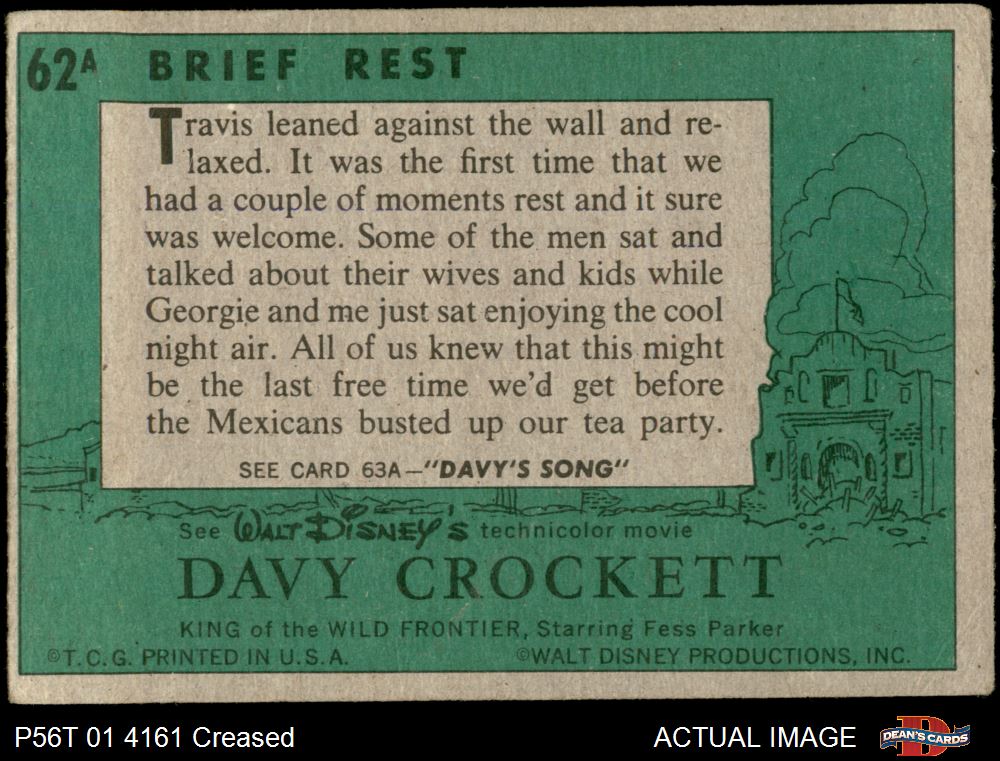 62A BRIEF REST
Travis leaned against the wall and re-
laxed. It was the first time that we
had a couple of moments rest and it sure
was welcome. Some of the men sat and
talked about their wives and kids while
Georgie and me just sat enjoying the cool
night air. All of us knew that this might
be the last free time we'd get before
the Mexicans busted up our tea party.
SEE CARD 63A—"DAVY'S SONG"
See WALT DISNEY'S technicolor movie
DAVY CROCKETT
KING of the WILD FRONTIER, Starring Fess Parker
©T.C.G. PRINTED IN U.S.A. ©WALT DISNEY PRODUCTIONS, INC.
P56T 01 4161 Creased ACTUAL IMAGE D DEAN'S CARDS